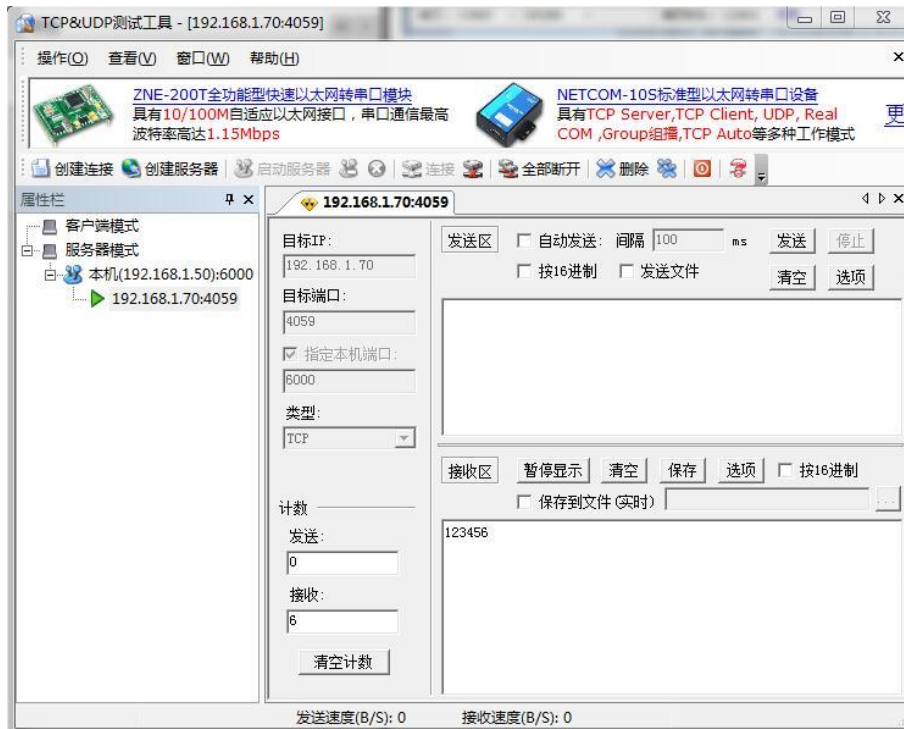 TCP&UDP测试工具 - [192.168.1.70:4059]
操作(O) 查看(V) 窗口(W) 帮助(H)
ZNE-200T全功能型快速以太网转串口模块
具有10/100M自适应以太网接口，串口通信最高
波特率高达1.15Mbps
NETCOM-10S标准型以太网转串口设备
具有TCP Server,TCP Client, UDP, Real
COM ,Group组播,TCP Auto等多种工作模式
更
创建连接 创建服务器 启动服务器 连接 全部断开 删除
属性栏
客户端模式
服务器模式
本机(192.168.1.50):6000
192.168.1.70:4059
192.168.1.70:4059
目标IP:
192.168.1.70
目标端口:
4059
指定本机端口:
6000
类型:
TCP
计数
发送:
0
接收:
6
清空计数
发送区 自动发送: 间隔 100 ms 发送 停止
按16进制 发送文件 清空 选项
接收区 暂停显示 清空 保存 选项 按16进制
保存到文件(实时) ...
123456
发送速度(B/S): 0 接收速度(B/S): 0